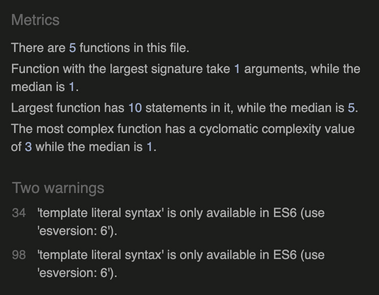 Metrics
There are 5 functions in this file.
Function with the largest signature take 1 arguments, while the
median is 1.
Largest function has 10 statements in it, while the median is 5.
The most complex function has a cyclomatic complexity value
of 3 while the median is 1.
Two warnings
34 'template literal syntax' is only available in ES6 (use
'esversion: 6').
98 'template literal syntax' is only available in ES6 (use
'esversion: 6').